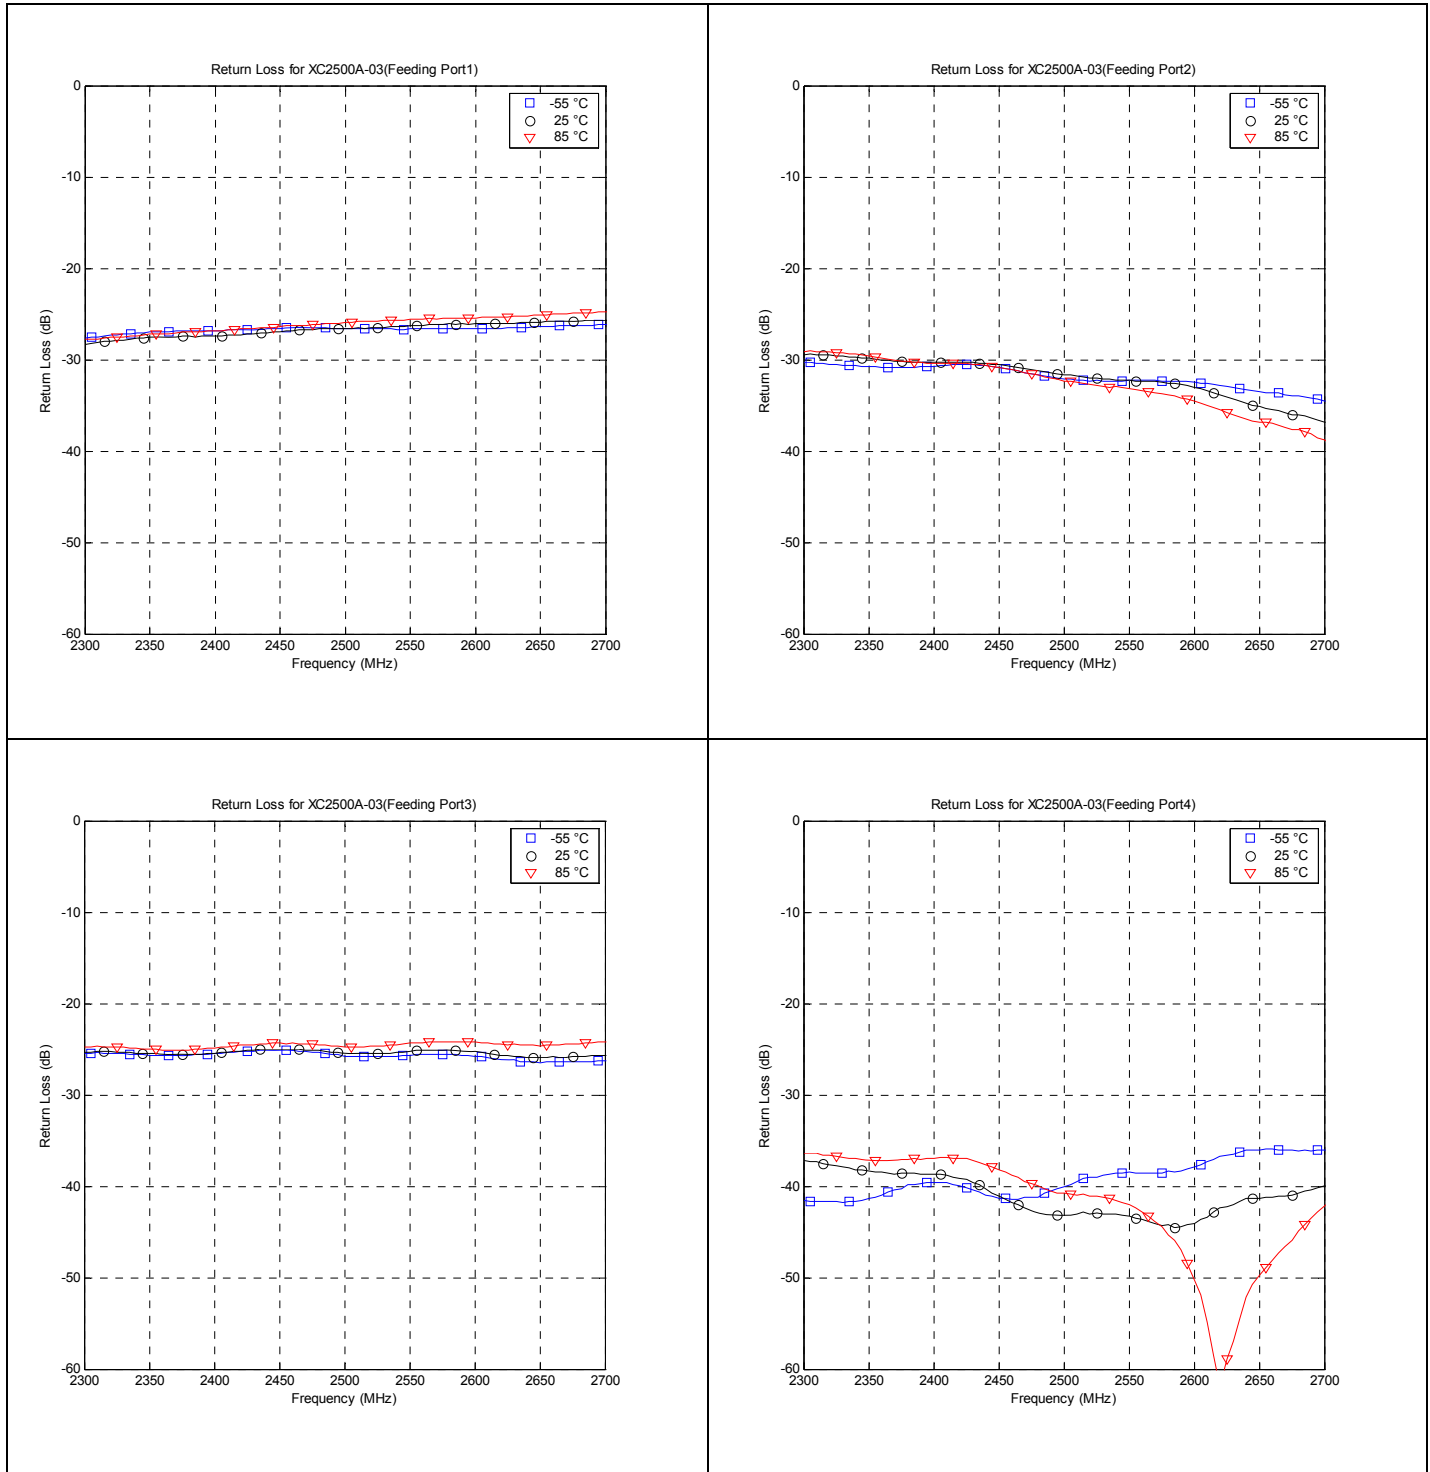 Return Loss for XC2500A-03(Feeding Port1)
-55 °C
25 °C
85 °C
0
-10
-20
-30
-40
-50
-60
Return Loss (dB)
2300 2350 2400 2450 2500 2550 2600 2650 2700
Frequency (MHz)
Return Loss for XC2500A-03(Feeding Port2)
-55 °C
25 °C
85 °C
0
-10
-20
-30
-40
-50
-60
Return Loss (dB)
2300 2350 2400 2450 2500 2550 2600 2650 2700
Frequency (MHz)
Return Loss for XC2500A-03(Feeding Port3)
-55 °C
25 °C
85 °C
0
-10
-20
-30
-40
-50
-60
Return Loss (dB)
2300 2350 2400 2450 2500 2550 2600 2650 2700
Frequency (MHz)
Return Loss for XC2500A-03(Feeding Port4)
-55 °C
25 °C
85 °C
0
-10
-20
-30
-40
-50
-60
Return Loss (dB)
2300 2350 2400 2450 2500 2550 2600 2650 2700
Frequency (MHz)